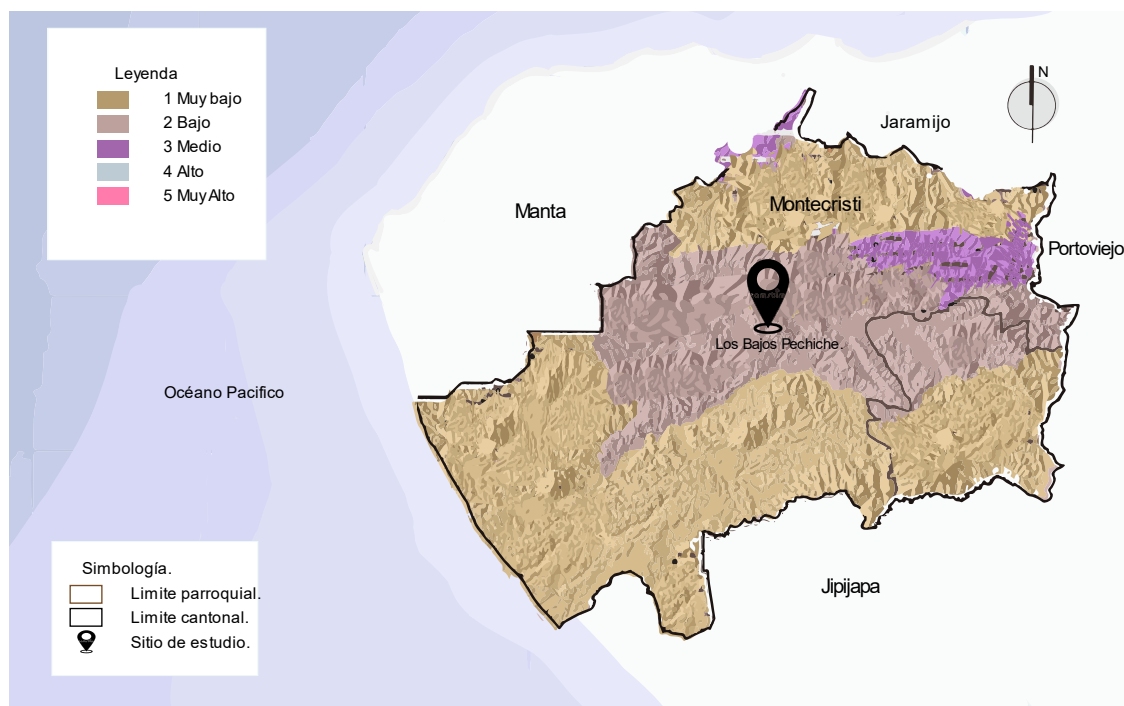 Leyenda
1 Muy bajo
2 Bajo
3 Medio
4 Alto
5 Muy Alto
N
Jaramijo
Manta
Montecristi
Portoviejo
Los Bajos Pechiche.
Océano Pacifico
Jipijapa
Simbología.
Limite parroquial.
Limite cantonal.
Sitio de estudio.